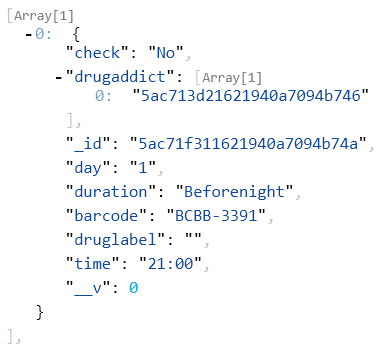 [Array[1]
-0: {
"check": "No",
-"drugaddict": [Array[1]
0: "5ac713d21621940a7094b746"
],
"_id": "5ac71f311621940a7094b74a",
"day": "1",
"duration": "Beforenight",
"barcode": "BCBB-3391",
"druglabel": "",
"time": "21:00",
"__v": 0
}
],